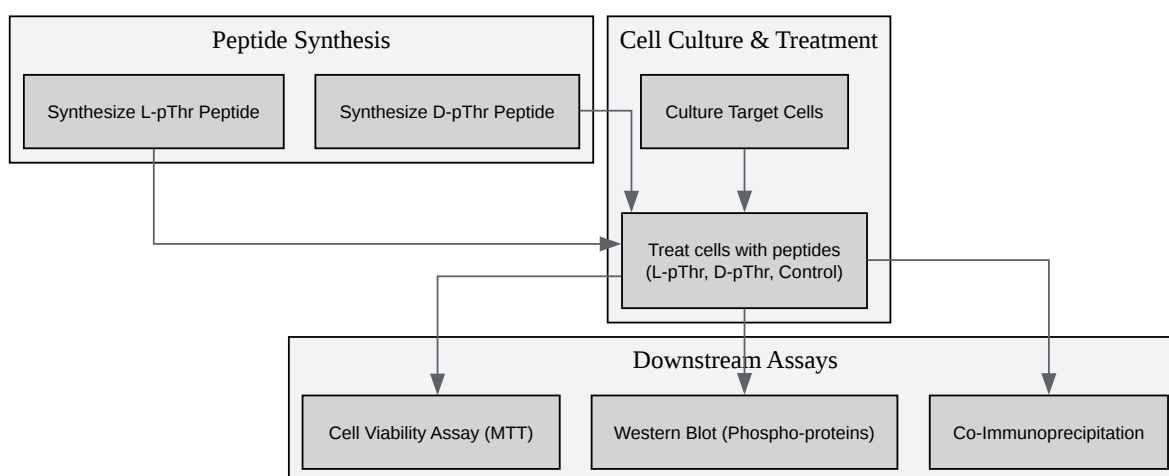 Peptide Synthesis
Synthesize L-pThr Peptide
Synthesize D-pThr Peptide
Cell Culture & Treatment
Culture Target Cells
Treat cells with peptides
(L-pThr, D-pThr, Control)
Downstream Assays
Cell Viability Assay (MTT)
Western Blot (Phospho-proteins)
Co-Immunoprecipitation